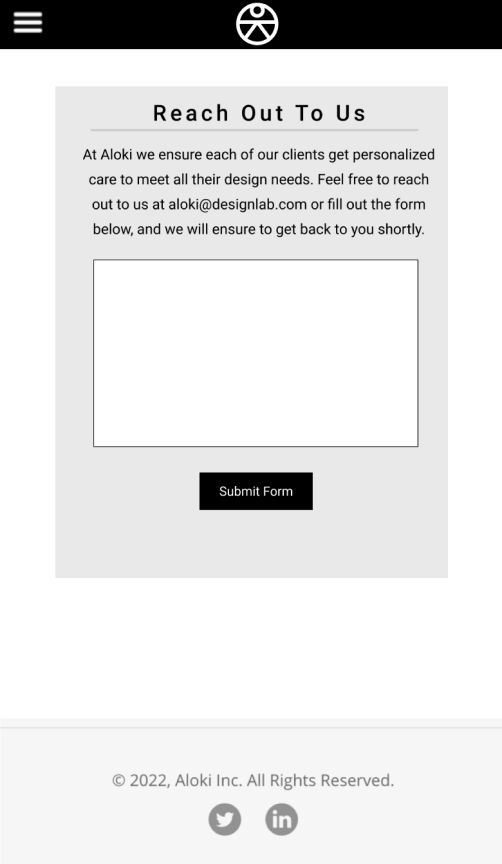 Reach Out To Us
At Aloki we ensure each of our clients get personalized
care to meet all their design needs. Feel free to reach
out to us at aloki@designlab.com or fill out the form
below, and we will ensure to get back to you shortly.
Submit Form
© 2022, Aloki Inc. All Rights Reserved.
in